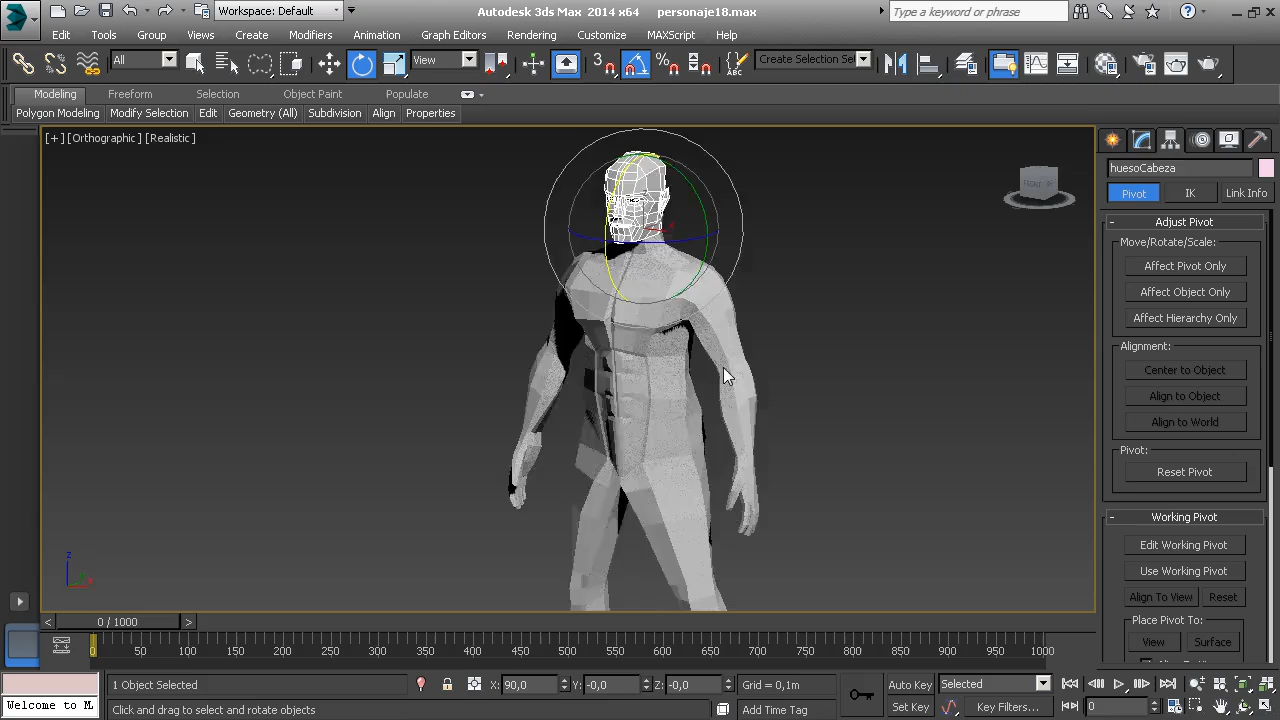 Workspace: Default
Autodesk 3ds Max 2014 x64 personaje18.max
Type a keyword or phrase
Edit Tools Group Views Create Modifiers Animation Graph Editors Rendering Customize MAXScript Help
All View 3 Create Selection Se
Modeling Freeform Selection Object Paint Populate
Polygon Modeling Modify Selection Edit Geometry (All) Subdivision Align Properties
[+] [Orthographic] [Realistic]
FRONT
huesoCabeza
Pivot IK Link Info
- Adjust Pivot
Move/Rotate/Scale:
Affect Pivot Only
Affect Object Only
Affect Hierarchy Only
Alignment:
Center to Object
Align to Object
Align to World
Pivot:
Reset Pivot
- Working Pivot
Edit Working Pivot
Use Working Pivot
Align To View Reset
Place Pivot To:
View Surface
z
x
< 0 / 1000 >
0 50 100 150 200 250 300 350 400 450 500 550 600 650 700 750 800 850 900 950 1000
1 Object Selected X: 90,0 Y: -0,0 Z: -0,0 Grid = 0,1m Auto Key Selected
Welcome to M Click and drag to select and rotate objects Add Time Tag Set Key Key Filters... 0